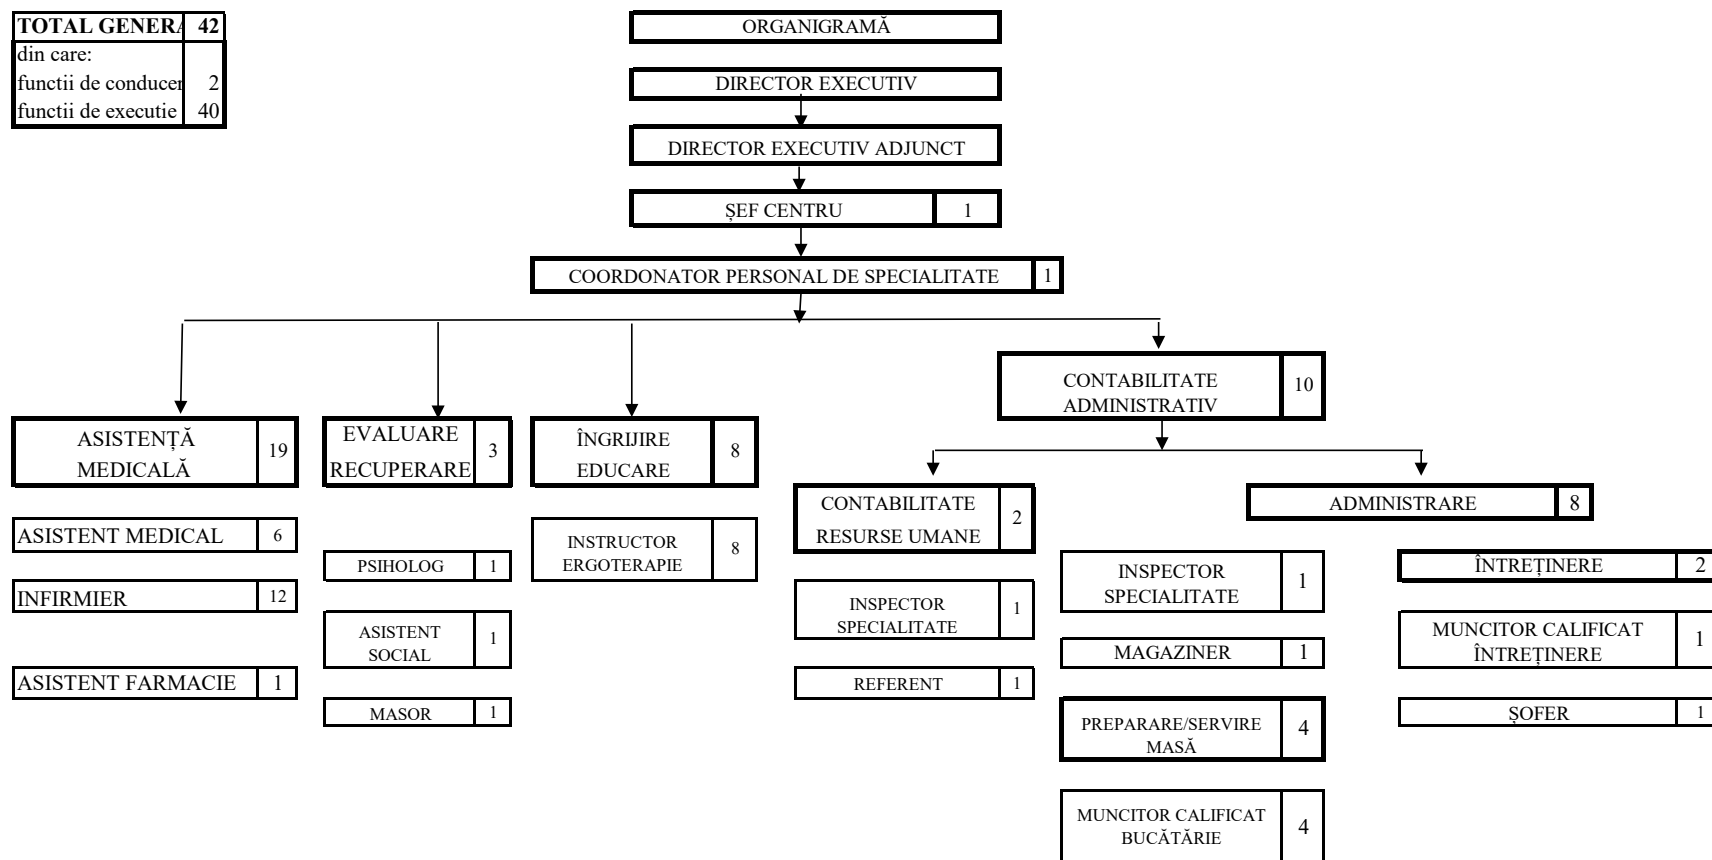 TOTAL GENERA 42
din care:
functii de conducer 2
functii de executie 40
ORGANIGRAMĂ
DIRECTOR EXECUTIV
DIRECTOR EXECUTIV ADJUNCT
ȘEF CENTRU 1
COORDONATOR PERSONAL DE SPECIALITATE 1
CONTABILITATE
ADMINISTRATIV
10
ASISTENȚĂ
MEDICALĂ
19
EVALUARE
RECUPERARE
3
ÎNGRIJIRE
EDUCARE
8
CONTABILITATE
RESURSE UMANE
2
ADMINISTRARE 8
ASISTENT MEDICAL 6
INFIRMIER 12
ASISTENT FARMACIE 1
PSIHOLOG 1
ASISTENT
SOCIAL
1
MASOR 1
INSTRUCTOR
ERGOTERAPIE
8
INSPECTOR
SPECIALITATE
1
REFERENT 1
INSPECTOR
SPECIALITATE
1
MAGAZINER 1
PREPARARE/SERVIRE
MASĂ
4
MUNCITOR CALIFICAT
BUCĂTĂRIE
4
ÎNTREȚINERE 2
MUNCITOR CALIFICAT
ÎNTREȚINERE
1
ȘOFER 1